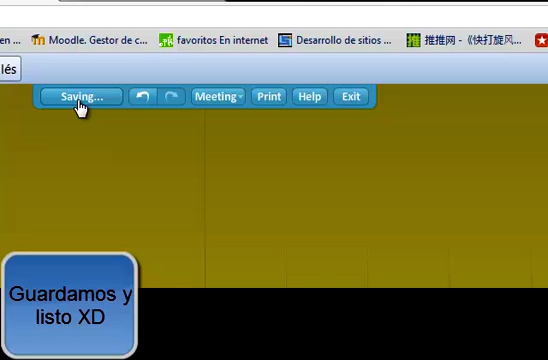 en ... Moodle. Gestor de c... favoritos En internet Desarrollo de sitios ... 推推网 - 《快打旋风...
lés
Saving... Meeting Print Help Exit
Guardamos y
listo XD